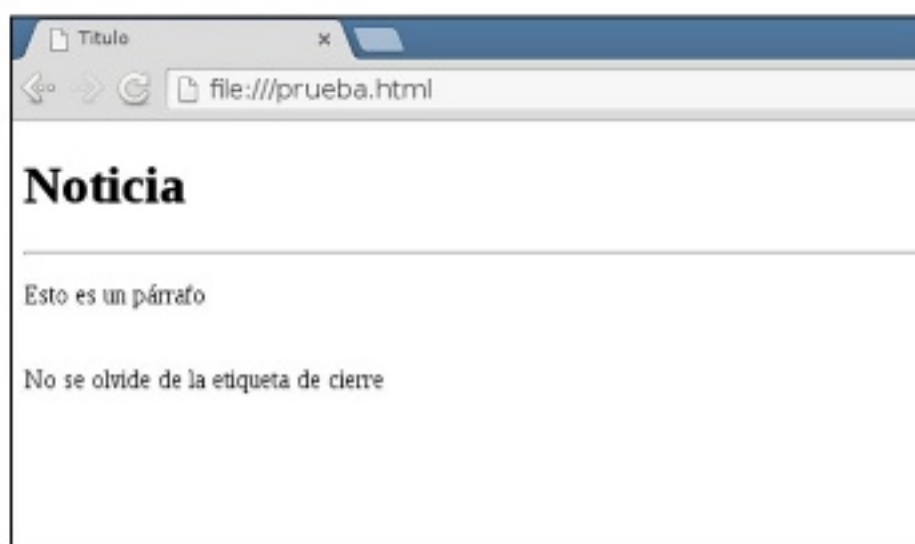 Titulo
file:///prueba.html
Noticia
Esto es un párrafo
No se olvide de la etiqueta de cierre